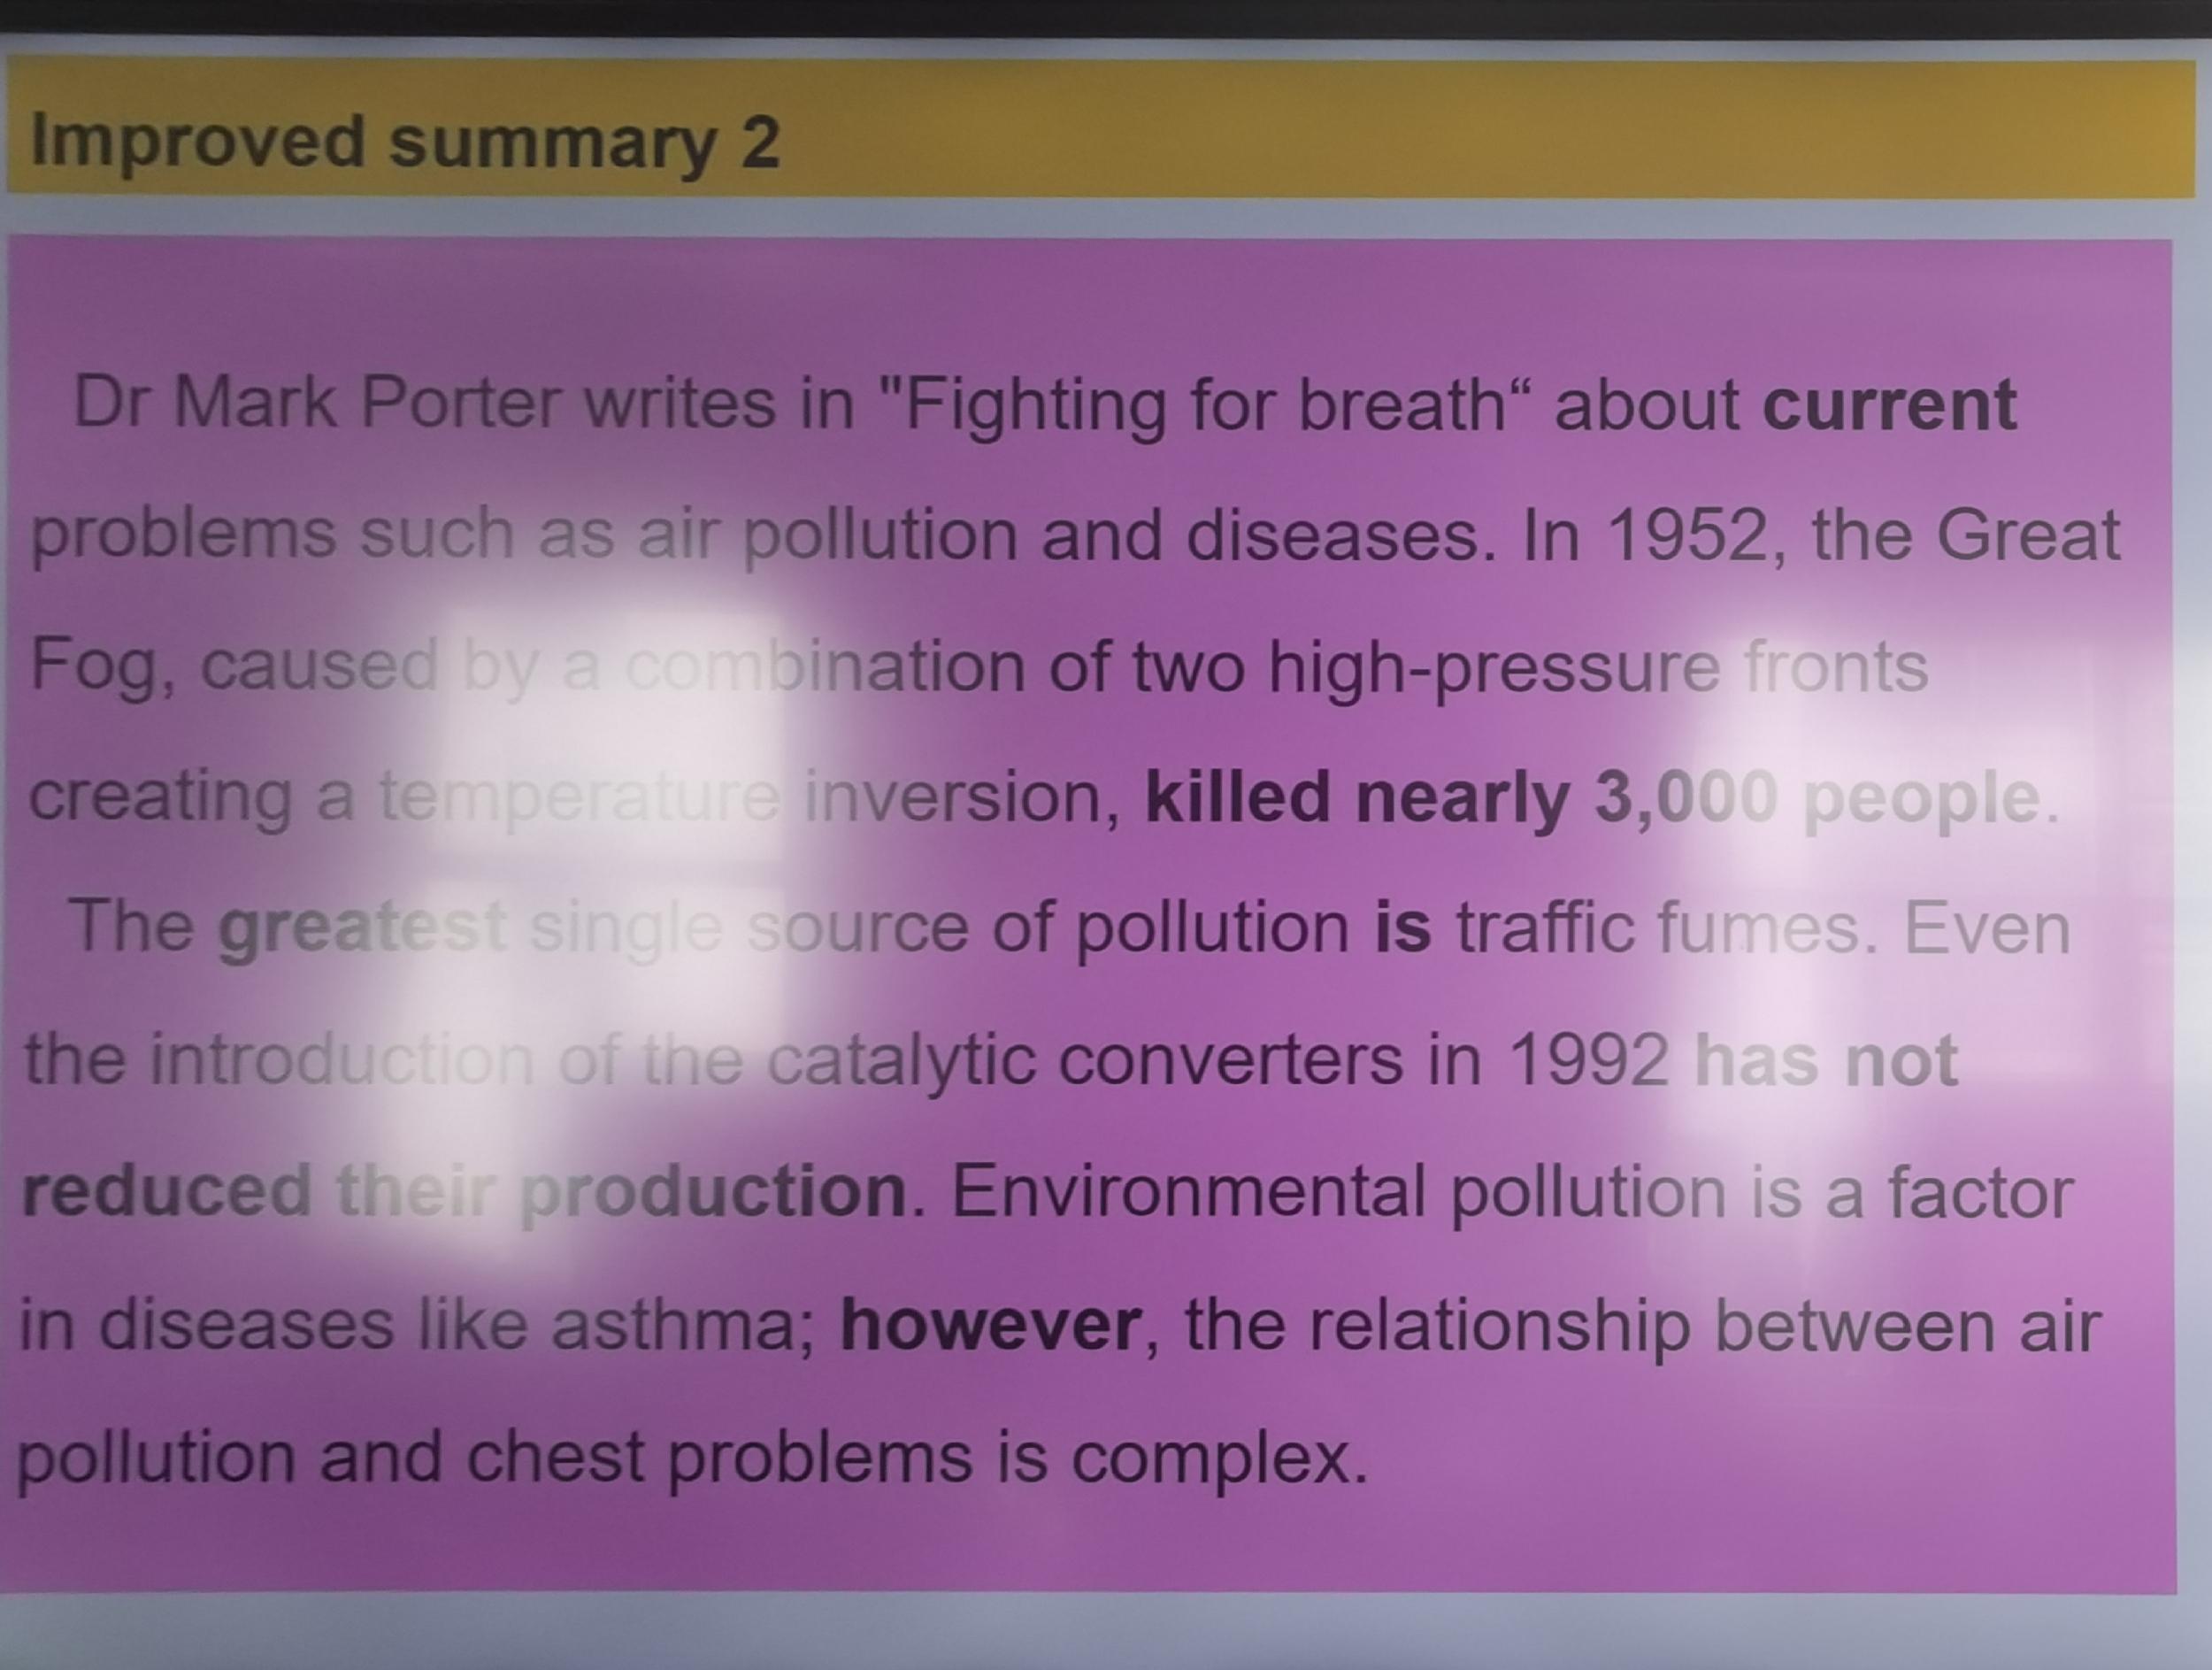 Improved summary 2
Dr Mark Porter writes in "Fighting for breath“ about current
problems such as air pollution and diseases. In 1952, the Great
Fog, caused by a combination of two high-pressure fronts
creating a temperature inversion, killed nearly 3,000 people.
The greatest single source of pollution is traffic fumes. Even
the introduction of the catalytic converters in 1992 has not
reduced their production. Environmental pollution is a factor
in diseases like asthma; however, the relationship between air
pollution and chest problems is complex.